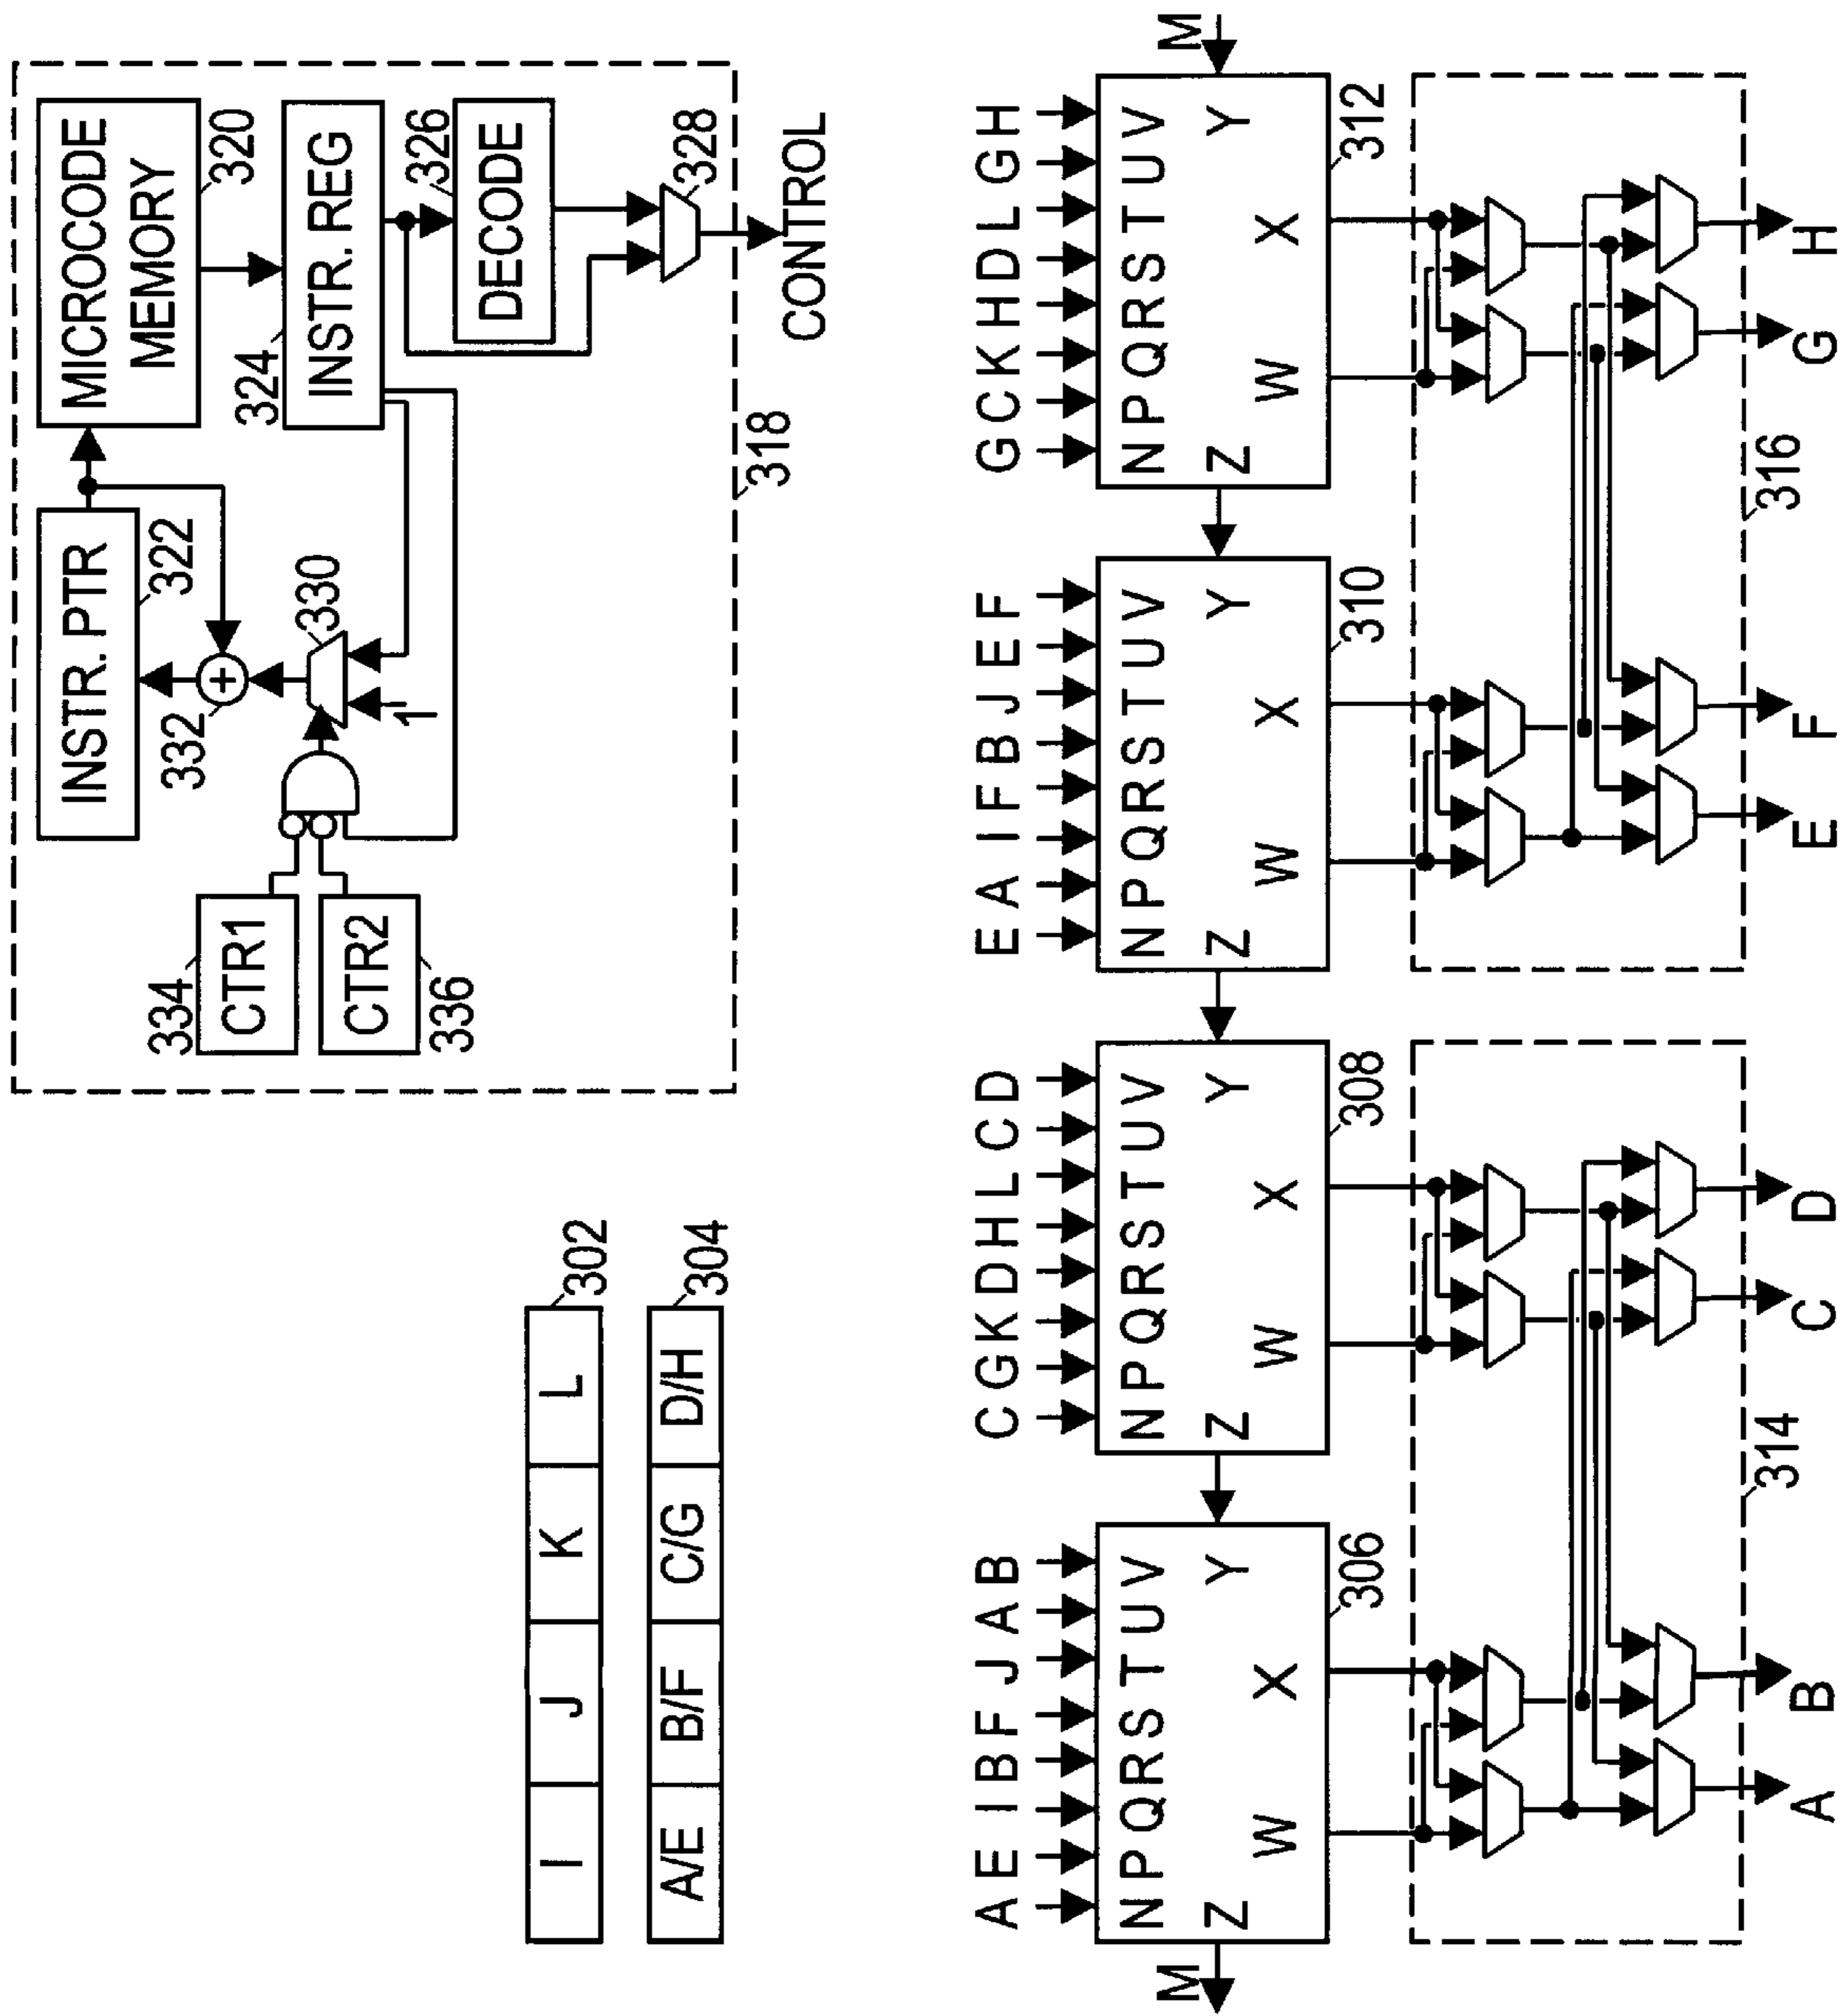 INSTR. PTR
322
MICROCODE
MEMORY
320
334
CTR1
332
330
1
324
INSTR. REG
CTR2
336
326
DECODE
328
CONTROL
318
I J K L
302
A/E B/F C/G D/H
304
A E I B F J A B
C G K D H L C D
E A I F B J E F
G C K H D L G H
N P Q R S T U V
N P Q R S T U V
N P Q R S T U V
N P Q R S T U V
M
Z Y
Z Y
Z Y
Z Y
M
W X
W X
W X
W X
306
308
310
312
314
316
A B C D E F G H